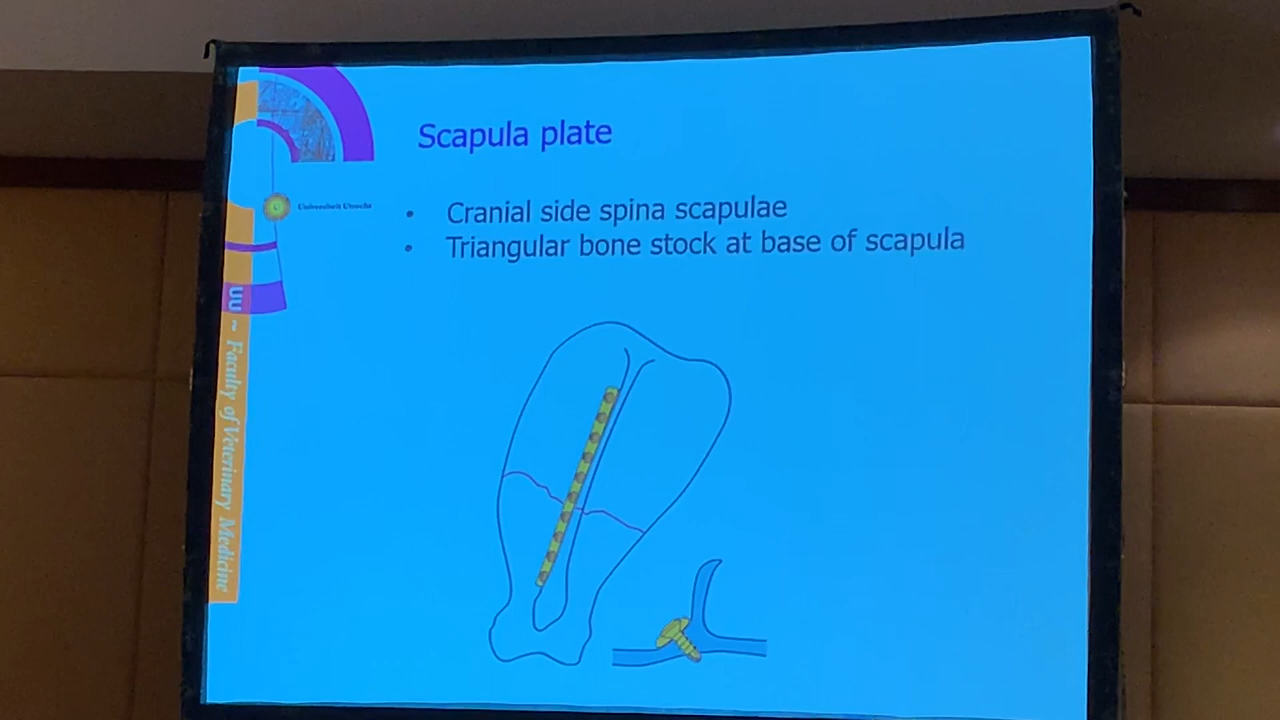 Scapula plate
Universiteit Utrecht
• Cranial side spina scapulae
• Triangular bone stock at base of scapula
UU ~ Faculty of Veterinary Medicine